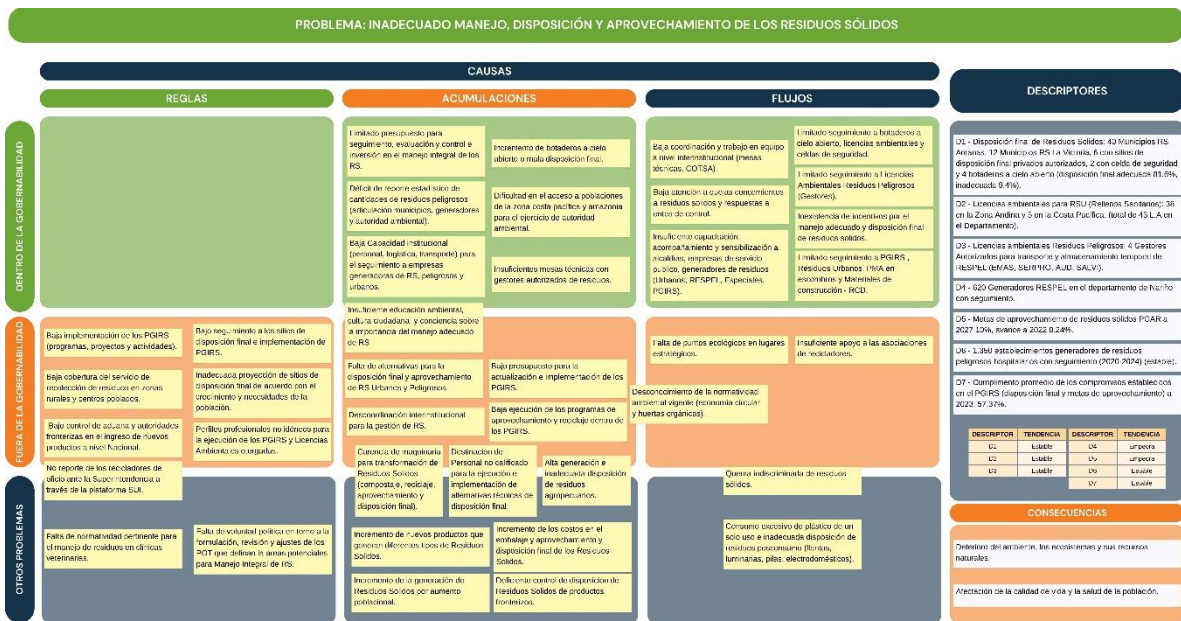 PROBLEMA: INADECUADO MANEJO, DISPOSICIÓN Y APROVECHAMIENTO DE LOS RESIDUOS SÓLIDOS
CAUSAS
REGLAS
ACUMULACIONES
FLUJOS
DESCRIPTORES
DENTRO DE LA GOBERNABILIDAD
Limitado presupuesto para
seguimiento, evaluación y control e
inversión en el manejo integral de los
RS.
Incremento de botaderos a cielo
abierto o mala disposición final.
Déficit de reporte estadístico de
cantidades de residuos peligrosos
(articulación municipios, generadores
y autoridad ambiental).
Dificultad en el acceso a poblaciones
de la zona costa pacífica y amazonia
para el ejercicio de autoridad
ambiental.
Baja Capacidad institucional
(personal, logística, transporte) para
el seguimiento a empresas
generadoras de RS, peligrosos y
urbanos.
Insuficientes mesas técnicas con
gestores autorizados de residuos.
Baja coordinación y trabajo en equipo
a nivel interinstitucional (mesas
técnicas, COTSA).
Limitado seguimiento a botaderos a
cielo abierto, licencias ambientales y
celdas de seguridad.
Baja atención a quejas concernientes
a residuos solidos y respuestas a
entes de control.
Limitado seguimiento a Licencias
Ambientales Residuos Peligrosos
(Gestores).
Inexistencia de incentivos por el
manejo adecuado y disposición final
de residuos solidos.
Insuficiente capacitación,
acompañamiento y sensibilización a
alcaldías, empresas de servicio
publico, generadores de residuos
(Urbanos, RESPEL, Especiales,
PGIRS).
Limitado seguimiento a PGIRS ,
Residuos Urbanos, PMA en
escombros y Materiales de
construcción - RCD.
FUERA DE LA GOBERNABILIDAD
Baja implementación de los PGIRS
(programas, proyectos y actividades).
Bajo seguimiento a los sitios de
disposición final e implementación de
PGIRS.
Baja cobertura del servicio de
recolección de residuos en zonas
rurales y centros poblados.
Inadecuada proyección de sitios de
disposición final de acuerdo con el
crecimiento y necesidades de la
población.
Bajo control de aduana y autoridades
fronterizas en el ingreso de nuevos
productos a nivel Nacional.
Perfiles profesionales no idóneos para
la ejecución de los PGIRS y Licencias
Ambientales otorgadas.
No reporte de los recicladores de
oficio ante la Superintendencia a
través de la plataforma SUI.
Insuficiente educación ambiental,
cultura ciudadana y conciencia sobre
la importancia del manejo adecuado
de RS
Falta de alternativas para la
disposición final y aprovechamiento
de RS Urbanos y Peligrosos.
Bajo presupuesto para la
actualización e implementación de los
PGIRS.
Descoordinación interinstitucional
para la gestión de RS.
Baja ejecución de los programas de
aprovechamiento y reciclaje dentro de
los PGIRS.
Carencia de maquinaria
para transformación de
Residuos Solidos
(compostaje, reciclaje,
aprovechamiento y
disposición final).
Destinación de
Personal no calificado
para la ejecución e
implementación de
alternativas técnicas de
disposición final.
Alta generación e
inadecuada disposición
de residuos
agropecuarios.
Falta de puntos ecológicos en lugares
estratégicos.
Insuficiente apoyo a las asociaciones
de recicladores.
Desconocimiento de la normatividad
ambiental vigente (economía circular
y huertas orgánicas).
Quema indiscriminada de residuos
sólidos.
OTROS PROBLEMAS
Falta de normatividad pertinente para
el manejo de residuos en clínicas
veterinarias.
Falta de voluntad política en torno a la
formulación, revisión y ajustes de los
POT que definan la áreas potenciales
para Manejo Integral de RS.
Incremento de nuevos productos que
generan diferentes tipos de Residuos
Solidos.
Incremento de los costos en el
embalaje y aprovechamiento y
disposición final de los Residuos
Solidos.
Incremento de la generación de
Residuos Solidos por aumento
poblacional.
Deficiente control de disposición de
Residuos Solidos de productos
fronterizos.
Consumo excesivo de plástico de un
solo uso e inadecuada disposición de
residuos posconsumo (llantas,
luminarias, pilas, electrodomésticos).
D1 - Disposición final de Residuos Solidos: 40 Municipios RS
Antanas, 12 Municipios RS La Victoria, 6 con sitios de
disposición final privados autorizados, 2 con celda de seguridad
y 4 botaderos a cielo abierto (disposición final adecuada 81.6%,
inadecuada 9.4%).
D2 - Licencias ambientales para RSU (Rellenos Sanitarios): 38
en la Zona Andina y 5 en la Costa Pacífica. (total de 43 L.A en
el Departamento).
D3 - Licencias ambientales Residuos Peligrosos: 4 Gestores
Autorizados para transporte y almacenamiento temporal de
RESPEL (EMAS, SERPRO, AUD, SALVI).
D4 - 620 Generadores RESPEL en el departamento de Nariño
con seguimiento.
D5 - Metas de aprovechamiento de residuos sólidos PGAR a
2027 10%, avance a 2022 0.24%.
D6 - 1.350 establecimientos generadores de residuos
peligrosos hospitalarios con seguimiento (2020-2024) (estable).
D7 - Cumplimiento promedio de los compromisos establecidos
en el PGIRS (disposición final y metas de aprovechamiento) a
2023: 57.37%.
DESCRIPTOR TENDENCIA DESCRIPTOR TENDENCIA
D1 Estable D4 Empeora
D2 Estable D5 Empeora
D3 Estable D6 Estable
D7 Estable
CONSECUENCIAS
Deterioro del ambiente, los ecosistemas y sus recursos
naturales.
Afectación de la calidad de vida y la salud de la población.